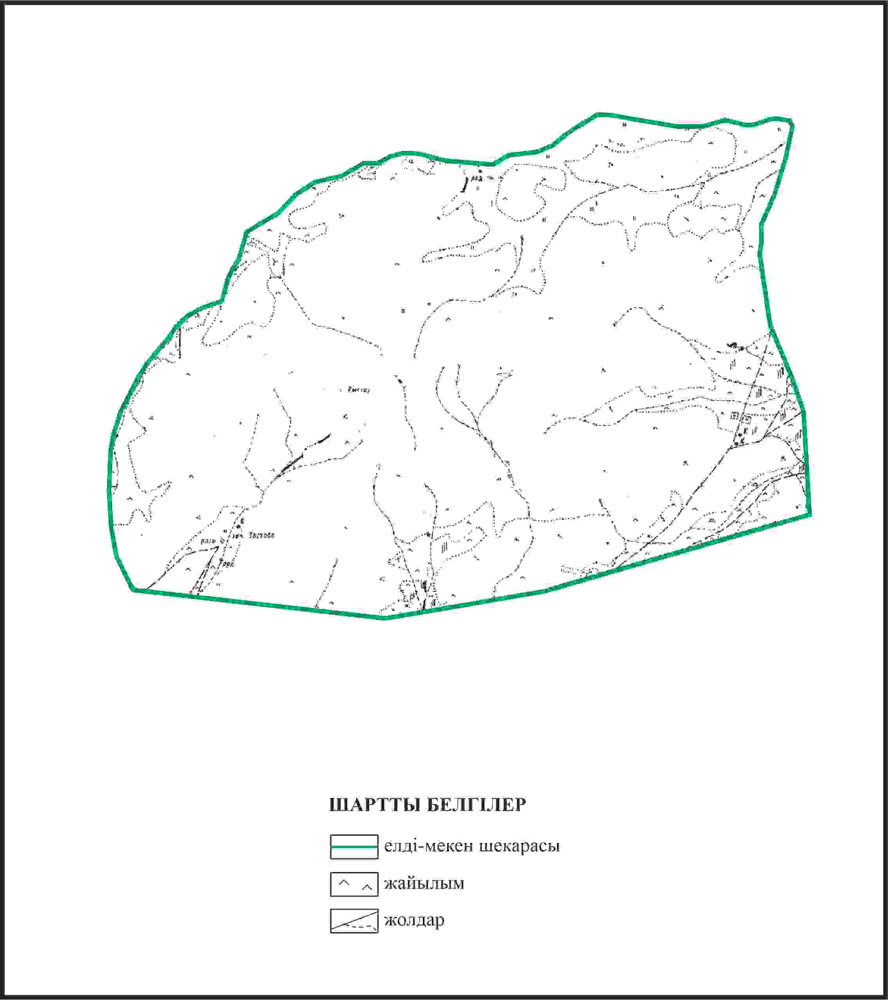 ШАРТТЫ БЕЛГІЛЕР
елді-мекен шекарасы
жайылым
жолдар